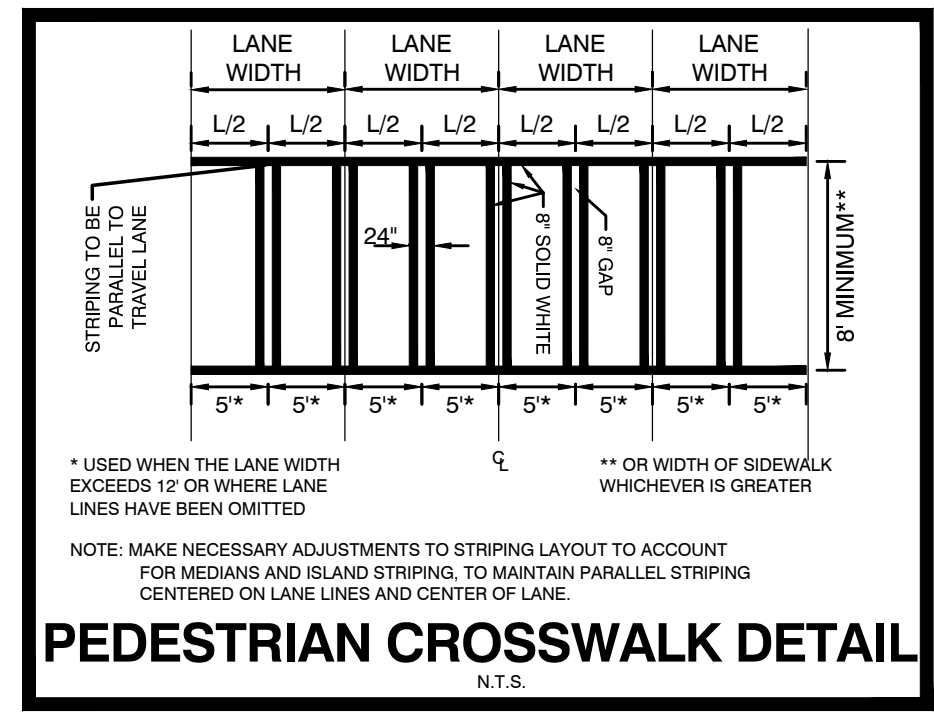 LANE
WIDTH
LANE
WIDTH
LANE
WIDTH
LANE
WIDTH
L/2
L/2
L/2
L/2
L/2
L/2
L/2
L/2
STRIPING TO BE
PARALLEL TO
TRAVEL LANE
24"
8" SOLID WHITE
8" GAP
8' MINIMUM**
5'*
5'*
5'*
5'*
5'*
5'*
5'*
5'*
CL
* USED WHEN THE LANE WIDTH
EXCEEDS 12' OR WHERE LANE
LINES HAVE BEEN OMITTED
** OR WIDTH OF SIDEWALK
WHICHEVER IS GREATER
NOTE: MAKE NECESSARY ADJUSTMENTS TO STRIPING LAYOUT TO ACCOUNT
FOR MEDIANS AND ISLAND STRIPING, TO MAINTAIN PARALLEL STRIPING
CENTERED ON LANE LINES AND CENTER OF LANE.
PEDESTRIAN CROSSWALK DETAIL
N.T.S.